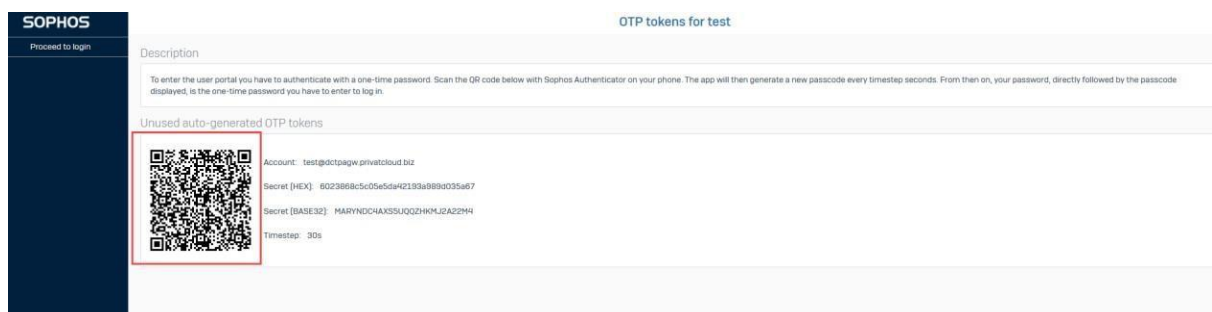 SOPHOS
OTP tokens for test
Proceed to login
Description
To enter the user portal you have to authenticate with a one-time password. Scan the QR code below with Sophos Authenticator on your phone. The app will then generate a new passcode every timestep seconds. From then on, your password, directly followed by the passcode
displayed, is the one-time password you have to enter to log in.
Unused auto-generated OTP tokens
Account: test@dctpagw.privatcloud.biz
Secret (HEX): 6023868c5c05e5da42193a989d035a67
Secret (BASE32): MARYNDC4AXS5UQQZHKMJ2A22M4
Timestep: 30s